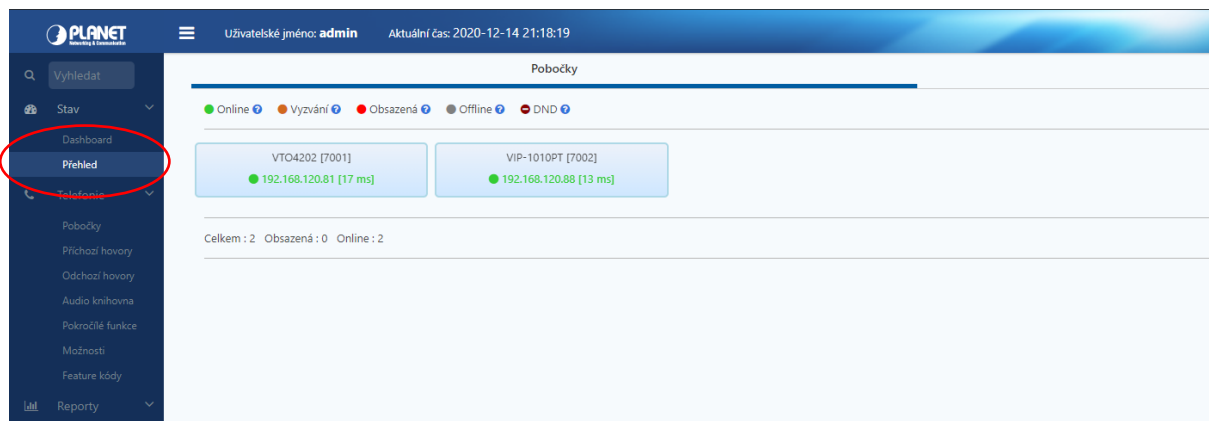 PLANET
Networking & Communication
Uživatelské jméno: admin Aktuální čas: 2020-12-14 21:18:19
Vyhledat
Stav
Dashboard
Přehled
Telefonie
Pobočky
Příchozí hovory
Odchozí hovory
Audio knihovna
Pokročilé funkce
Možnosti
Feature kódy
Reporty
Pobočky
Online Vyzvání Obsazená Offline DND
VTO4202 [7001]
192.168.120.81 [17 ms]
VIP-1010PT [7002]
192.168.120.88 [13 ms]
Celkem : 2 Obsazená : 0 Online : 2